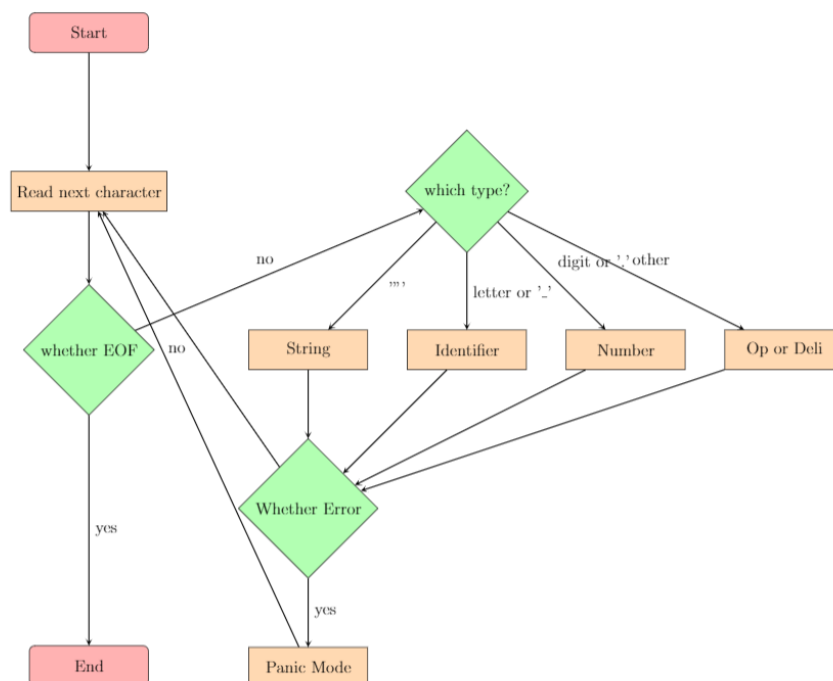 Start
Read next character
which type?
no
digit or '.' other
'"'
letter or '_'
whether EOF
no
String
Identifier
Number
Op or Deli
Whether Error
yes
yes
End
Panic Mode